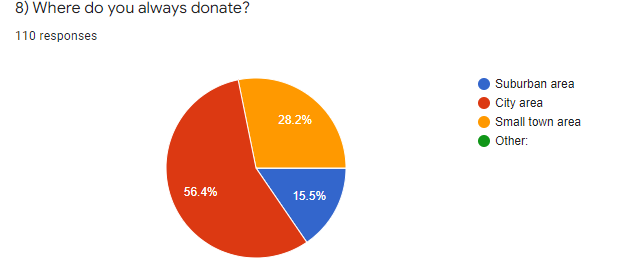 8) Where do you always donate?
110 responses
Suburban area
City area
Small town area
Other:
28.2%
56.4%
15.5%